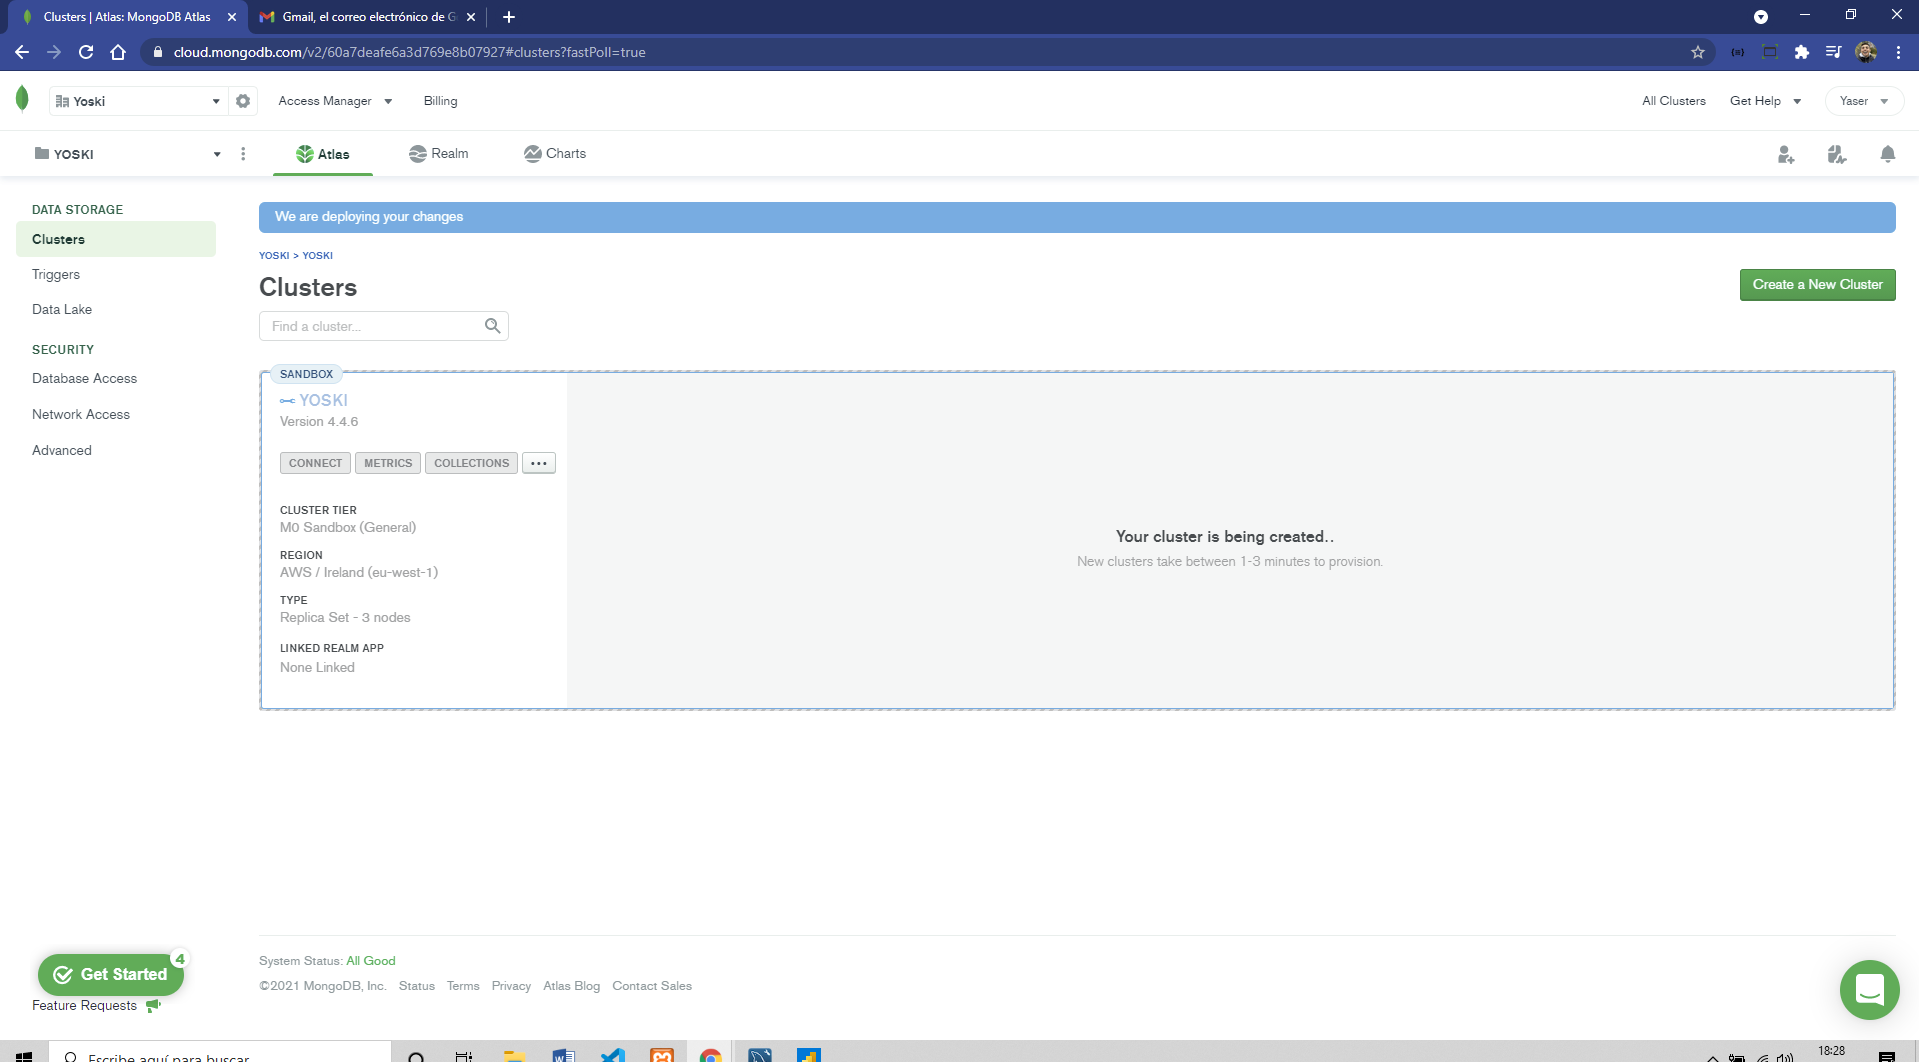 Clusters | Atlas: MongoDB Atlas
Gmail, el correo electrónico de G
cloud.mongodb.com/v2/60a7deafe6a3d769e8b07927#clusters?fastPoll=true
Yoski
Access Manager
Billing
All Clusters
Get Help
Yaser
YOSKI
Atlas
Realm
Charts
DATA STORAGE
Clusters
Triggers
Data Lake
SECURITY
Database Access
Network Access
Advanced
We are deploying your changes
YOSKI > YOSKI
Clusters
Create a New Cluster
Find a cluster...
SANDBOX
YOSKI
Version 4.4.6
CONNECT
METRICS
COLLECTIONS
...
CLUSTER TIER
M0 Sandbox (General)
REGION
AWS / Ireland (eu-west-1)
TYPE
Replica Set - 3 nodes
LINKED REALM APP
None Linked
Your cluster is being created..
New clusters take between 1-3 minutes to provision.
Get Started
4
Feature Requests
System Status: All Good
©2021 MongoDB, Inc. Status Terms Privacy Atlas Blog Contact Sales
Escribe aquí para buscar
18:28